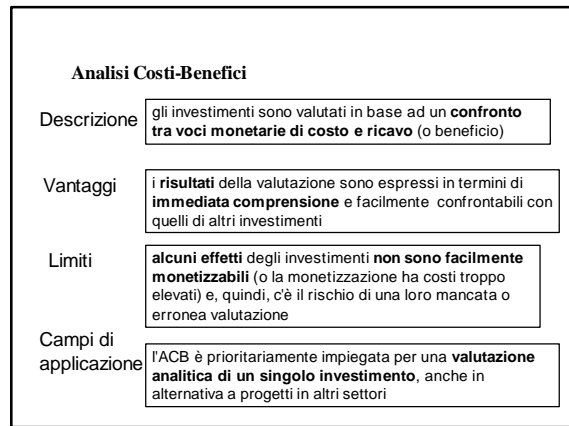 Analisi Costi-Benefici
Descrizione
gli investimenti sono valutati in base ad un confronto
tra voci monetarie di costo e ricavo (o beneficio)
Vantaggi
i risultati della valutazione sono espressi in termini di
immediata comprensione e facilmente confrontabili con
quelli di altri investimenti
Limiti
alcuni effetti degli investimenti non sono facilmente
monetizzabili (o la monetizzazione ha costi troppo
elevati) e, quindi, c'è il rischio di una loro mancata o
erronea valutazione
Campi di
applicazione
l'ACB è prioritariamente impiegata per una valutazione
analitica di un singolo investimento, anche in
alternativa a progetti in altri settori